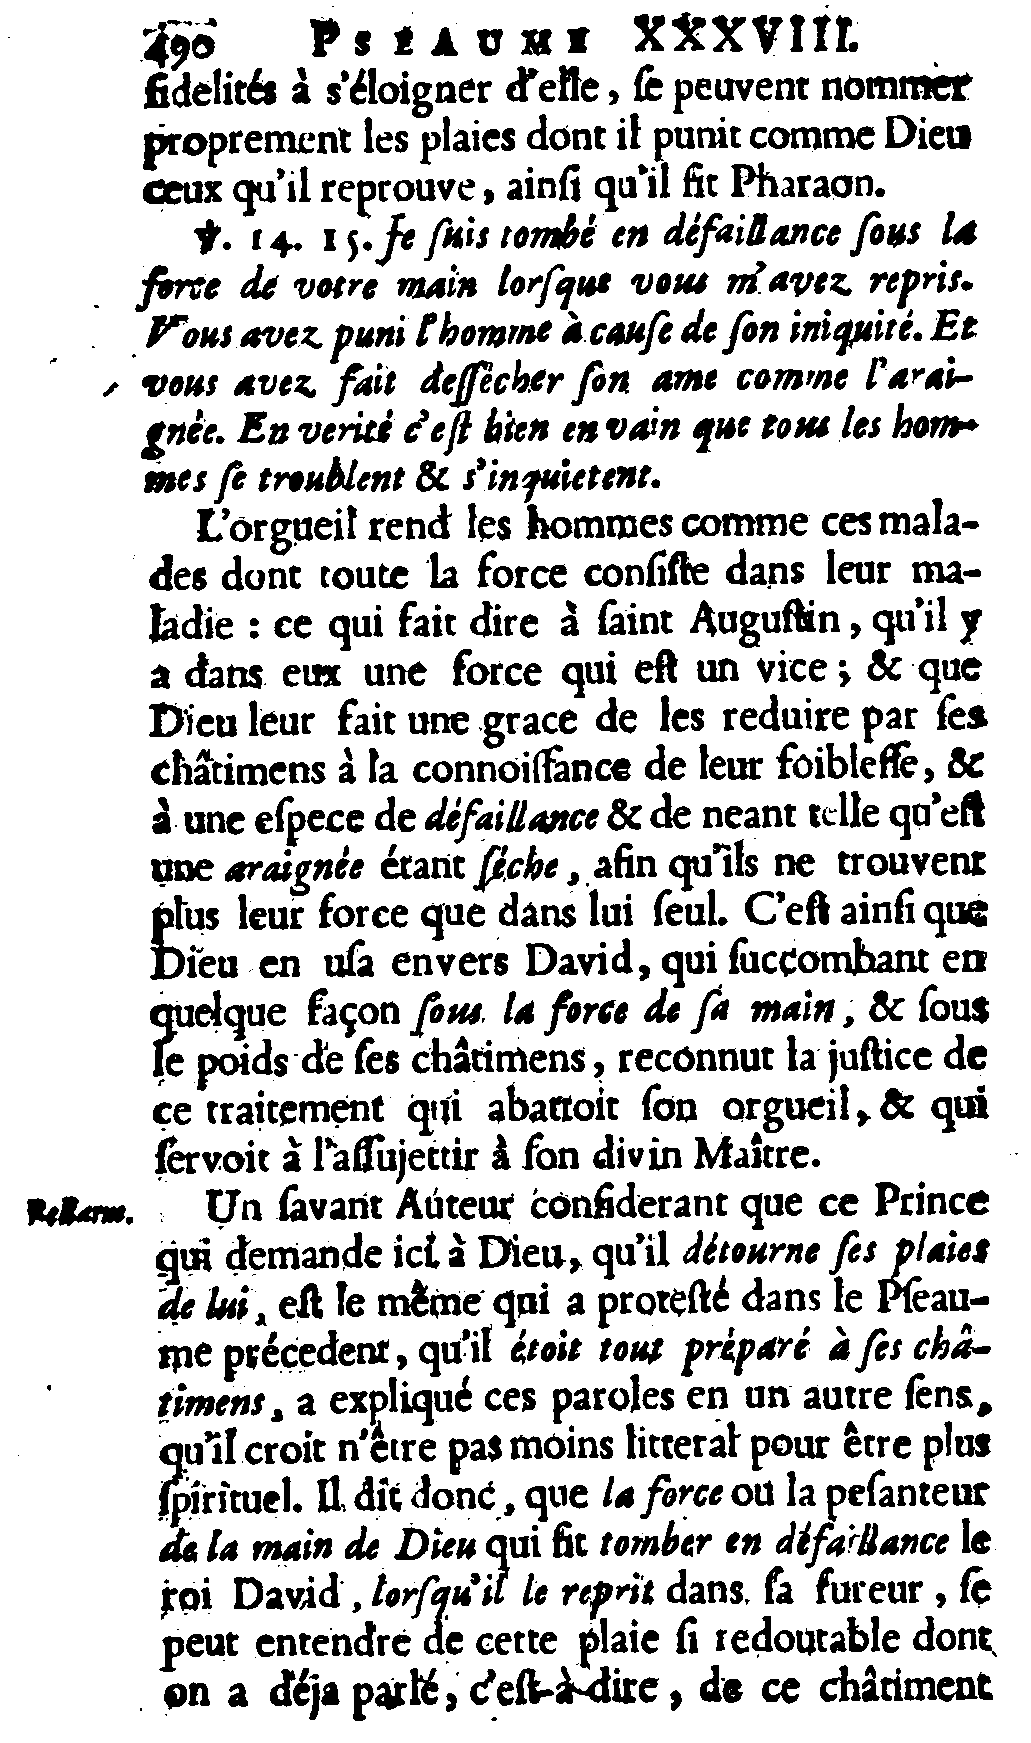 490 PSEAUME XXXVIII.
fidelités à s'éloigner d'elle, ſe peuvent nommer
proprement les plaies dont il punit comme Dieu
ceux qu'il reprouve, ainſi qu'il fit Pharaon.
℣. 14. 15. Je ſuis tombé en défaillance ſous la
force de votre main lorſque vous m'avez repris.
Vous avez puni l'homme à cauſe de ſon iniquité. Et
vous avez fait deſſecher ſon ame comme l'arai-
gnée. En verité c'eſt bien en vain que tous les hom-
mes ſe troublent & s'inquietent.
L'orgueil rend les hommes comme ces mala-
des dont toute la force conſiſte dans leur ma-
ladie : ce qui fait dire à ſaint Auguſtin, qu'il y
a dans eux une force qui eſt un vice ; & que
Dieu leur fait une grace de les reduire par ſes
châtimens à la connoiſſance de leur foibleſſe, &
à une eſpece de défaillance & de neant telle qu'eſt
une araignée étant ſéche, afin qu'ils ne trouvent
plus leur force que dans lui ſeul. C'eſt ainſi que
Dieu en uſa envers David, qui ſuccombant en
quelque façon ſous la force de ſa main, & ſous
le poids de ſes châtimens, reconnut la juſtice de
ce traitement qui abattoit ſon orgueil, & qui
ſervoit à l'aſſujettir à ſon divin Maître.
Bellarm. Un ſavant Auteur conſiderant que ce Prince
qui demande ici à Dieu, qu'il détourne ſes plaies
de lui, eſt le même qui a proteſté dans le Pſeau-
me précedent, qu'il étoit tout préparé à ſes châ-
timens, a expliqué ces paroles en un autre ſens,
qu'il croit n'être pas moins litteral pour être plus
ſpirituel. Il dit donc, que la force ou la peſanteur
de la main de Dieu qui fit tomber en défaillance le
roi David, lorſqu'il le reprit dans ſa fureur, ſe
peut entendre de cette plaie ſi redoutable dont
on a déja parlé, c'eſt-à-dire, de ce châtiment